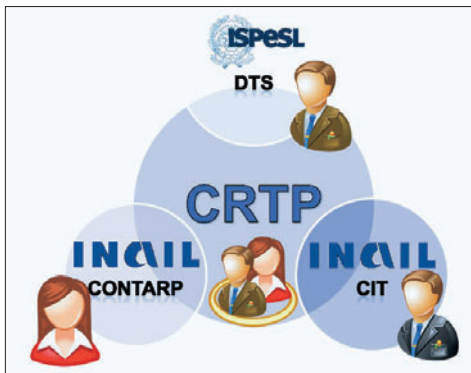 ISPeSL
DTS
CRTP
INAIL
CONTARP
INAIL
CIT